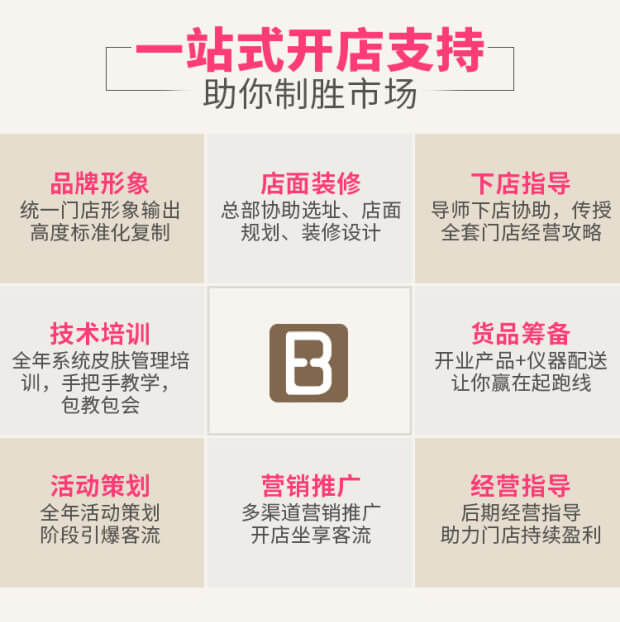 一站式开店支持
助你制胜市场
品牌形象
统一门店形象输出
高度标准化复制
店面装修
总部协助选址、店面
规划、装修设计
下店指导
导师下店协助，传授
全套门店经营攻略
技术培训
全年系统皮肤管理培
训，手把手教学，
包教包会
B
货品筹备
开业产品+仪器配送
让你赢在起跑线
活动策划
全年活动策划
阶段引爆客流
营销推广
多渠道营销推广
开店坐享客流
经营指导
后期经营指导
助力门店持续盈利